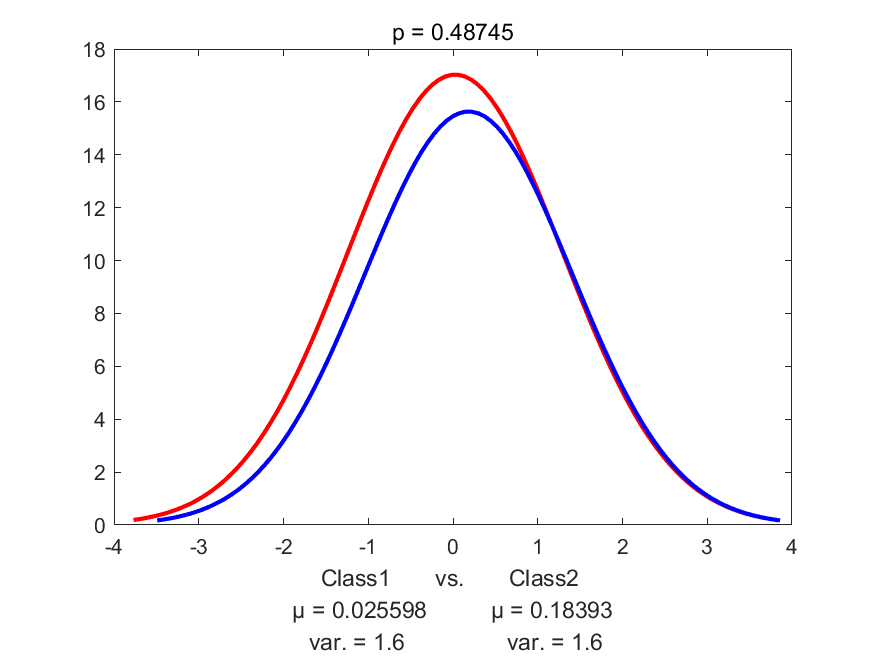 p = 0.48745
18
16
14
12
10
8
6
4
2
0
-4 -3 -2 -1 0 1 2 3 4
Class1 vs. Class2
μ = 0.025598 μ = 0.18393
var. = 1.6 var. = 1.6